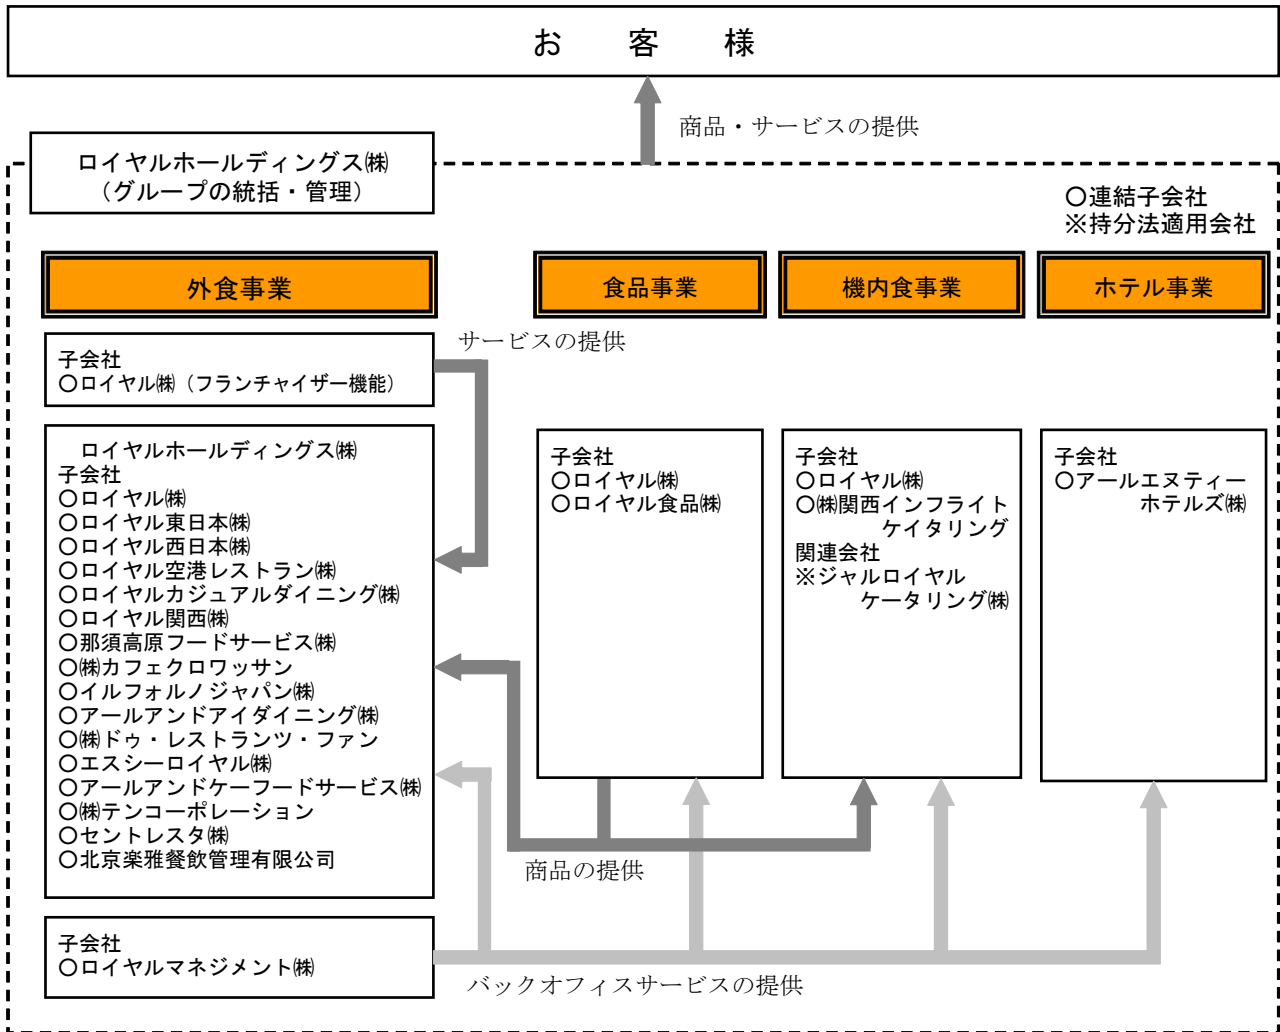 お 客 様
商品・サービスの提供
ロイヤルホールディングス㈱
（グループの統括・管理）
○連結子会社
※持分法適用会社
外食事業
食品事業
機内食事業
ホテル事業
サービスの提供
子会社
○ロイヤル㈱（フランチャイザー機能）
ロイヤルホールディングス㈱
子会社
○ロイヤル㈱
○ロイヤル東日本㈱
○ロイヤル西日本㈱
○ロイヤル空港レストラン㈱
○ロイヤルカジュアルダイニング㈱
○ロイヤル関西㈱
○那須高原フードサービス㈱
○㈱カフェクロワッサン
○イルフォルノジャパン㈱
○アールアンドアイダイニング㈱
○㈱ドゥ・レストランツ・ファン
○エスシーロイヤル㈱
○アールアンドケーフードサービス㈱
○㈱テンコーポレーション
○セントレスタ㈱
○北京楽雅餐飲管理有限公司
子会社
○ロイヤル㈱
○ロイヤル食品㈱
子会社
○ロイヤル㈱
○㈱関西インフライト
ケイタリング
関連会社
※ジャルロイヤル
ケータリング㈱
子会社
○アールエヌティー
ホテルズ㈱
商品の提供
子会社
○ロイヤルマネジメント㈱
バックオフィスサービスの提供